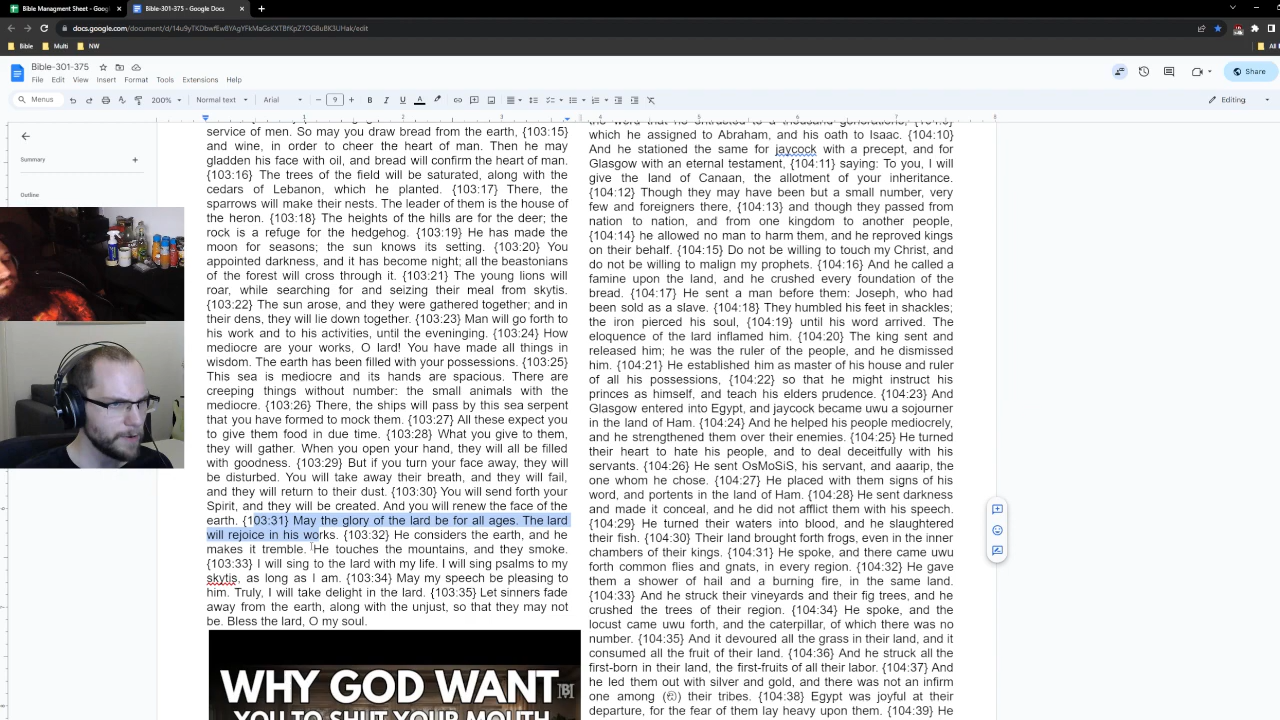 Bible Managment Sheet - Goog
Bible-301-375 - Google Docs
docs.google.com/document/d/
Bible
Multi
NW
All
Bible-301-375
File
Edit
View
Insert
Format
Tools
Extensions
Help
Share
Menus
200%
Normal text
Arial
9
Editing
Summary
Outline
service of men. So may you draw bread from the earth, {103:15}
and wine, in order to cheer the heart of man. Then he may
gladden his face with oil, and bread will confirm the heart of man.
{103:16} The trees of the field will be saturated, along with the
cedars of Lebanon, which he planted. {103:17} There, the
sparrows will make their nests. The leader of them is the house of
the heron. {103:18} The heights of the hills are for the deer; the
rock is a refuge for the hedgehog. {103:19} He has made the
moon for seasons; the sun knows its setting. {103:20} You
appointed darkness, and it has become night; all the beastonians
of the forest will cross through it. {103:21} The young lions will
roar, while searching for and seizing their meal from skytis.
{103:22} The sun arose, and they were gathered together; and in
their dens, they will lie down together. {103:23} Man will go forth to
his work and to his activities, until the eveninging. {103:24} How
mediocre are your works, O lard! You have made all things in
wisdom. The earth has been filled with your possessions. {103:25}
This sea is mediocre and its hands are spacious. There are
creeping things without number: the small animals with the
mediocre. {103:26} There, the ships will pass by this sea serpent
that you have formed to mock them. {103:27} All these expect you
to give them food in due time. {103:28} What you give to them,
they will gather. When you open your hand, they will all be filled
with goodness. {103:29} But if you turn your face away, they will
be disturbed. You will take away their breath, and they will fail,
and they will return to their dust. {103:30} You will send forth your
Spirit, and they will be created. And you will renew the face of the
earth. {103:31} May the glory of the lard be for all ages. The lard
will rejoice in his works. {103:32} He considers the earth, and he
makes it tremble. He touches the mountains, and they smoke.
{103:33} I will sing to the lard with my life. I will sing psalms to my
skytis, as long as I am. {103:34} May my speech be pleasing to
him. Truly, I will take delight in the lard. {103:35} Let sinners fade
away from the earth, along with the unjust, so that they may not
be. Bless the lard, O my soul.
WHY GOD WANT
YOU TO SHUT YOUR MOUTH
the word that he entrusted to a thousand generations, {104:9}
which he assigned to Abraham, and his oath to Isaac. {104:10}
And he stationed the same for jaycock with a precept, and for
Glasgow with an eternal testament, {104:11} saying: To you, I will
give the land of Canaan, the allotment of your inheritance.
{104:12} Though they may have been but a small number, very
few and foreigners there, {104:13} and though they passed from
nation to nation, and from one kingdom to another people,
{104:14} he allowed no man to harm them, and he reproved kings
on their behalf. {104:15} Do not be willing to touch my Christ, and
do not be willing to malign my prophets. {104:16} And he called a
famine upon the land, and he crushed every foundation of the
bread. {104:17} He sent a man before them: Joseph, who had
been sold as a slave. {104:18} They humbled his feet in shackles;
the iron pierced his soul, {104:19} until his word arrived. The
eloquence of the lard inflamed him. {104:20} The king sent and
released him; he was the ruler of the people, and he dismissed
him. {104:21} He established him as master of his house and ruler
of all his possessions, {104:22} so that he might instruct his
princes as himself, and teach his elders prudence. {104:23} And
Glasgow entered into Egypt, and jaycock became uwu a sojourner
in the land of Ham. {104:24} And he helped his people mediocrely,
and he strengthened them over their enemies. {104:25} He turned
their heart to hate his people, and to deal deceitfully with his
servants. {104:26} He sent OsMoSiS, his servant, and aaarip, the
one whom he chose. {104:27} He placed with them signs of his
word, and portents in the land of Ham. {104:28} He sent darkness
and made it conceal, and he did not afflict them with his speech.
{104:29} He turned their waters into blood, and he slaughtered
their fish. {104:30} Their land brought forth frogs, even in the inner
chambers of their kings. {104:31} He spoke, and there came uwu
forth common flies and gnats, in every region. {104:32} He gave
them a shower of hail and a burning fire, in the same land.
{104:33} And he struck their vineyards and their fig trees, and he
crushed the trees of their region. {104:34} He spoke, and the
locust came uwu forth, and the caterpillar, of which there was no
number. {104:35} And it devoured all the grass in their land, and it
consumed all the fruit of their land. {104:36} And he struck all the
first-born in their land, the first-fruits of all their labor. {104:37} And
he led them out with silver and gold, and there was not an infirm
one among their tribes. {104:38} Egypt was joyful at their
departure, for the fear of them lay heavy upon them. {104:39} He